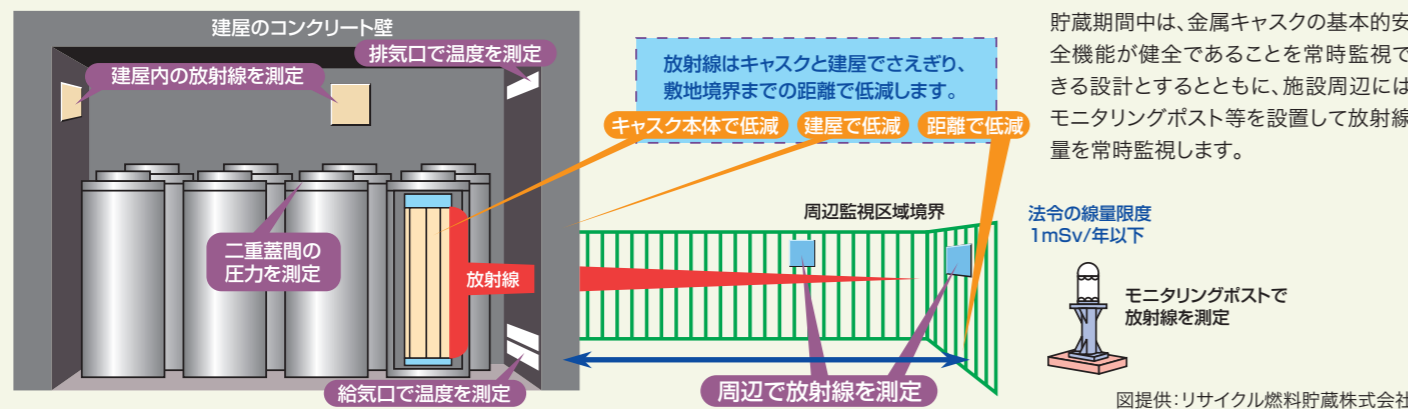 建屋のコンクリート壁
排気口で温度を測定
建屋内の放射線を測定
放射線はキャスクと建屋でさえぎり、
敷地境界までの距離で低減します。
キャスク本体で低減
建屋で低減
距離で低減
二重蓋間の
圧力を測定
放射線
周辺監視区域境界
給気口で温度を測定
周辺で放射線を測定
貯蔵期間中は、金属キャスクの基本的安
全機能が健全であることを常時監視で
きる設計とするとともに、施設周辺には
モニタリングポスト等を設置して放射線
量を常時監視します。
法令の線量限度
1mSv/年以下
モニタリングポストで
放射線を測定
図提供：リサイクル燃料貯蔵株式会社